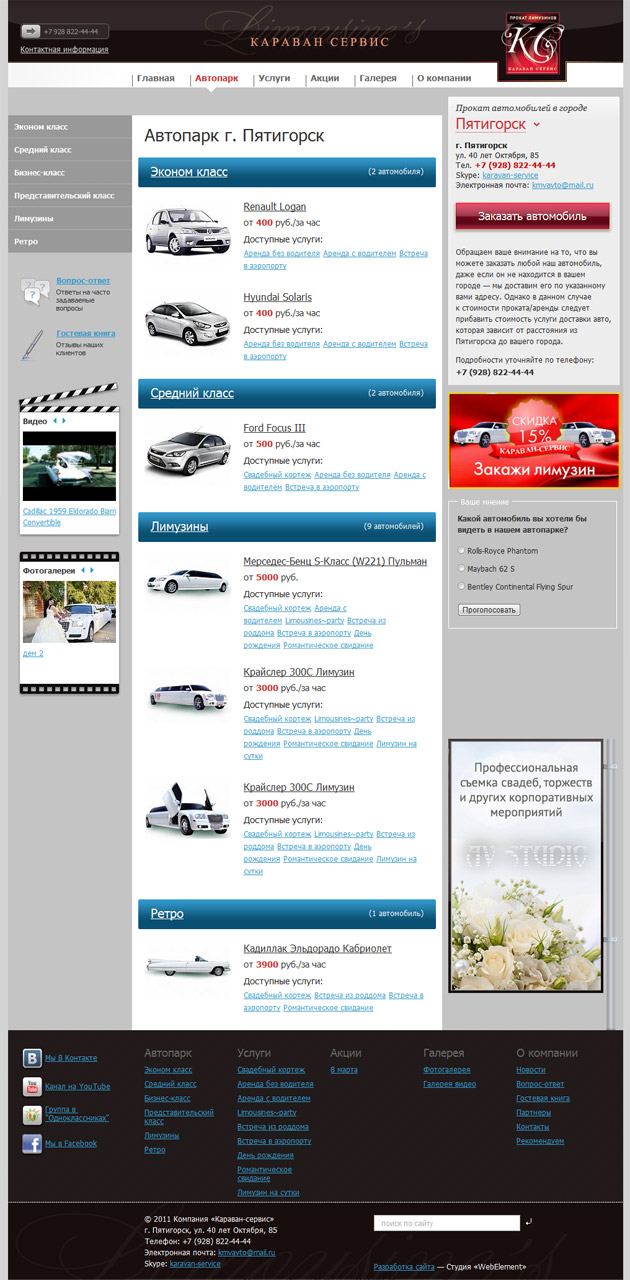 +7 928 822-44-44
Контактная информация
Limousine's
КАРАВАН СЕРВИС
ПРОКАТ ЛИМУЗИНОВ
КС
КАРАВАН СЕРВИС
Главная
Автопарк
Услуги
Акции
Галерея
О компании
Эконом класс
Средний класс
Бизнес-класс
Представительский класс
Лимузины
Ретро
Вопрос-ответ
Ответы на часто
задаваемые
вопросы
Гостевая книга
Отзывы наших
клиентов
Видео
Cadillac 1959 Eldorado Biarri
Convertible
Фотогалереи
дем 2
Автопарк г. Пятигорск
Эконом класс (2 автомобиля)
Renault Logan
от 400 руб./за час
Доступные услуги:
Аренда без водителя Аренда с водителем Встреча
в аэропорту
Hyundai Solaris
от 400 руб./за час
Доступные услуги:
Аренда без водителя Аренда с водителем Встреча
в аэропорту
Средний класс (2 автомобиля)
Ford Focus III
от 500 руб./за час
Доступные услуги:
Свадебный кортеж Аренда без водителя Аренда с
водителем Встреча в аэропорту
Лимузины (9 автомобилей)
Мерседес-Бенц S-Класс (W221) Пульман
от 5000 руб.
Доступные услуги:
Свадебный кортеж Аренда с
водителем Limousines-party Встреча из
роддома Встреча в аэропорту День
рождения Романтическое свидание
Крайслер 300С Лимузин
от 3000 руб./за час
Доступные услуги:
Свадебный кортеж Limousines-party Встреча из
роддома Встреча в аэропорту День
рождения Романтическое свидание Лимузин на
сутки
Крайслер 300С Лимузин
от 3000 руб./за час
Доступные услуги:
Свадебный кортеж Limousines-party Встреча из
роддома Встреча в аэропорту День
рождения Романтическое свидание Лимузин на
сутки
Ретро (1 автомобиль)
Кадиллак Эльдорадо Кабриолет
от 3900 руб./за час
Доступные услуги:
Свадебный кортеж Встреча из роддома Встреча в
аэропорту Романтическое свидание
Прокат автомобилей в городе
Пятигорск
г. Пятигорск
ул. 40 лет Октября, 85
Тел. +7 (928) 822-44-44
Skype: karavan-service
Электронная почта: kmvavto@mail.ru
Заказать автомобиль
Обращаем ваше внимание на то, что вы
можете заказать любой наш автомобиль,
даже если он не находится в вашем
городе — мы доставим его по указанному
вами адресу. Однако в данном случае
к стоимости проката/аренды следует
прибавить стоимость услуги доставки авто,
которая зависит от расстояния из
Пятигорска до вашего города.
Подробности уточняйте по телефону:
+7 (928) 822-44-44
СКИДКА
15%
КАРАВАН-СЕРВИС
Закажи лимузин
Ваше мнение
Какой автомобиль вы хотели бы
видеть в нашем автопарке?
Rolls-Royce Phantom
Maybach 62 S
Bentley Continental Flying Spur
Проголосовать
Профессиональная
съемка свадеб, торжеств
и других корпоративных
мероприятий
AV STUDIO
Мы В Контакте
Канал на YouTube
Группа в
"Одноклассниках"
Мы в Facebook
Автопарк
Эконом класс
Средний класс
Бизнес-класс
Представительский
класс
Лимузины
Ретро
Услуги
Свадебный кортеж
Аренда без водителя
Аренда с водителем
Limousines-party
Встреча из роддома
Встреча в аэропорту
День рождения
Романтическое
свидание
Лимузин на сутки
Акции
8 марта
Галерея
Фотогалерея
Галерея видео
О компании
Новости
Вопрос-ответ
Гостевая книга
Партнеры
Контакты
Рекомендуем
© 2011 Компания «Караван-сервис»
г. Пятигорск, ул. 40 лет Октября, 85
Телефон: +7 (928) 822-44-44
Электронная почта: kmvavto@mail.ru
Skype: karavan-service
поиск по сайту
Разработка сайта — Студия «WebElement»